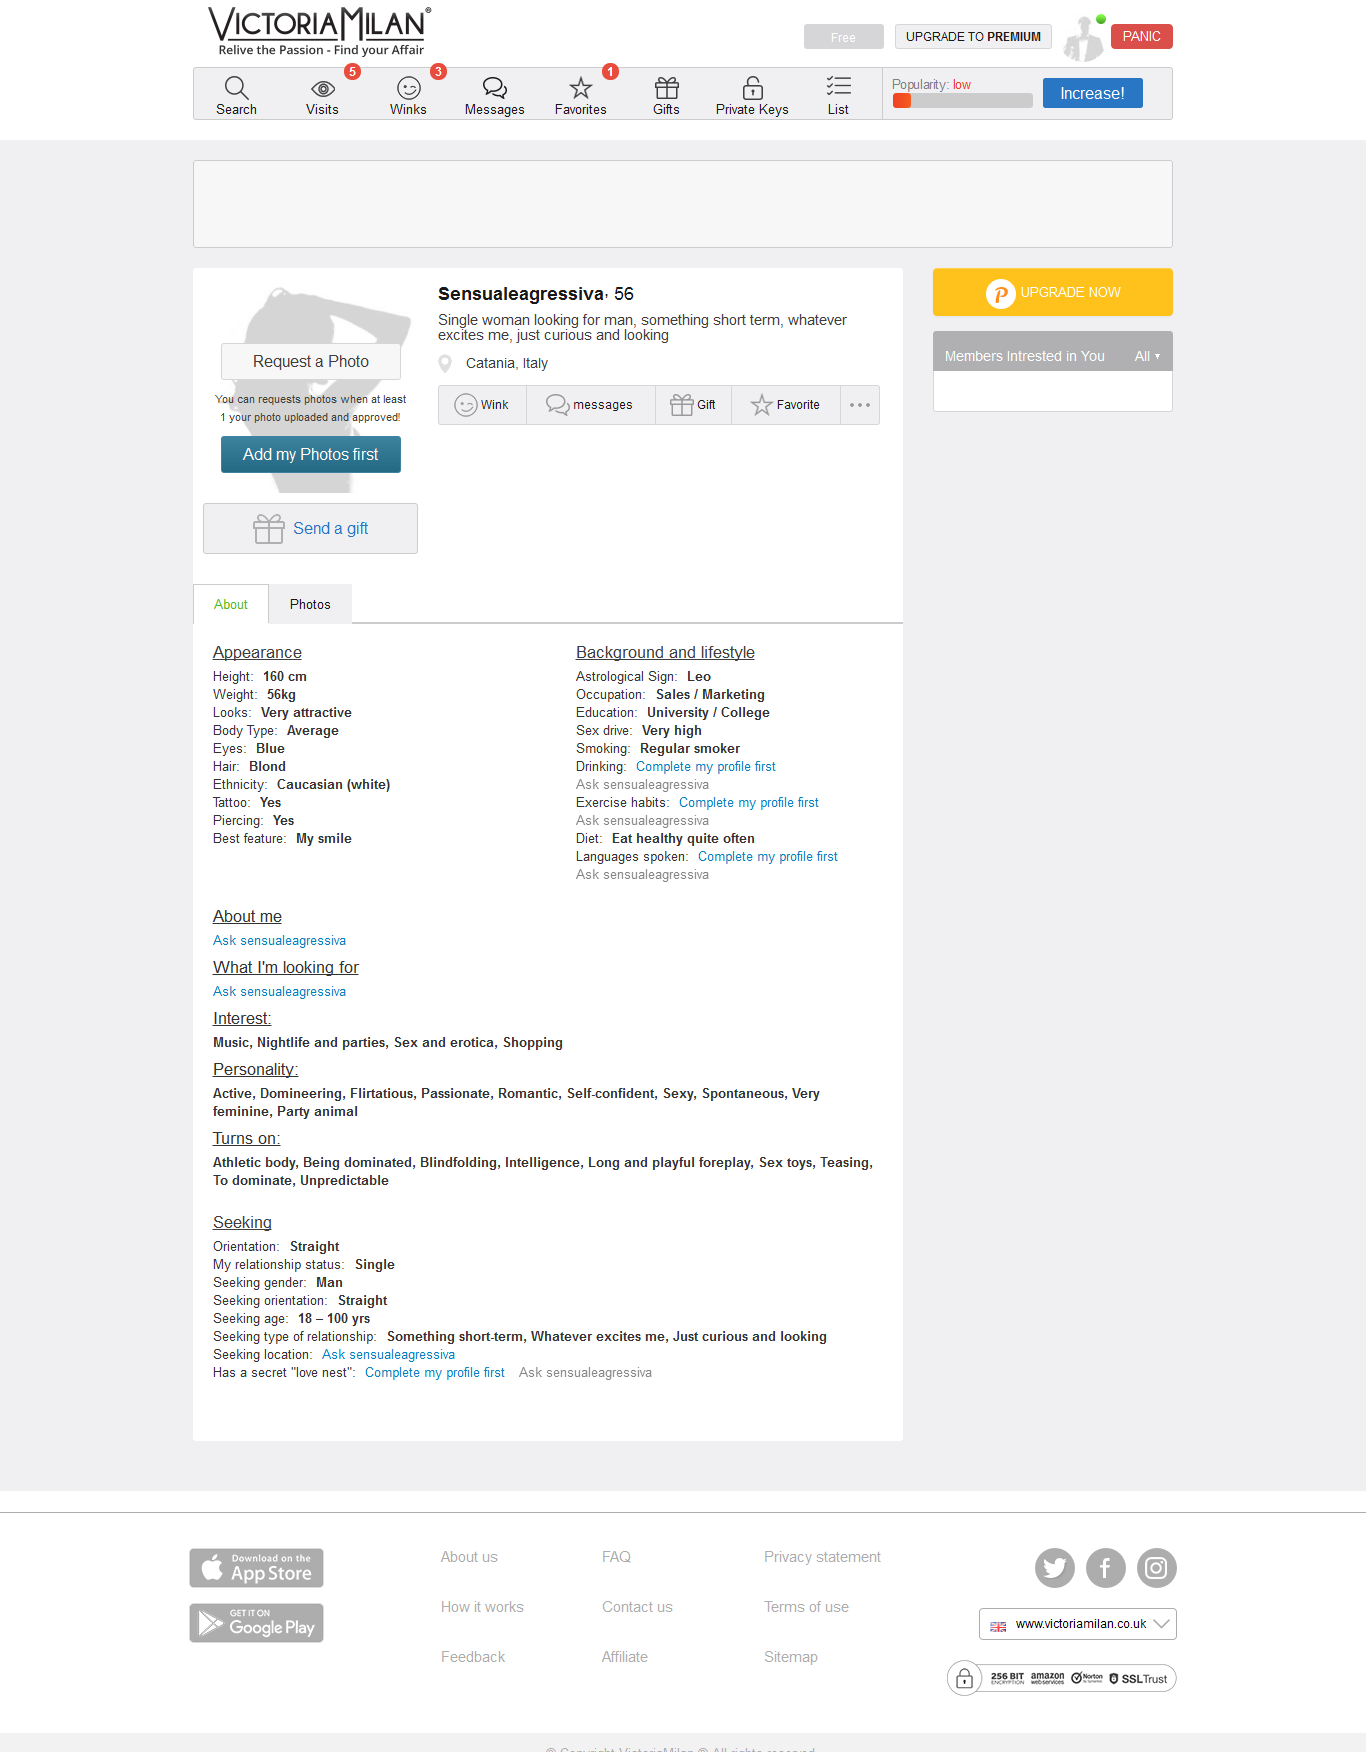 VICTORIAMILAN®
Relive the Passion - Find your Affair
Free
UPGRADE TO PREMIUM
PANIC
5
3
1
Search
Visits
Winks
Messages
Favorites
Gifts
Private Keys
List
Popularity: low
Increase!
Sensualeagressiva, 56
Single woman looking for man, something short term, whatever
excites me, just curious and looking
Catania, Italy
Wink
messages
Gift
Favorite
Request a Photo
You can requests photos when at least
1 your photo uploaded and approved!
Add my Photos first
Send a gift
UPGRADE NOW
Members Intrested in You
All
About
Photos
Appearance
Height: 160 cm
Weight: 56kg
Looks: Very attractive
Body Type: Average
Eyes: Blue
Hair: Blond
Ethnicity: Caucasian (white)
Tattoo: Yes
Piercing: Yes
Best feature: My smile
Background and lifestyle
Astrological Sign: Leo
Occupation: Sales / Marketing
Education: University / College
Sex drive: Very high
Smoking: Regular smoker
Drinking: Complete my profile first
Ask sensualeagressiva
Exercise habits: Complete my profile first
Ask sensualeagressiva
Diet: Eat healthy quite often
Languages spoken: Complete my profile first
Ask sensualeagressiva
About me
Ask sensualeagressiva
What I'm looking for
Ask sensualeagressiva
Interest:
Music, Nightlife and parties, Sex and erotica, Shopping
Personality:
Active, Domineering, Flirtatious, Passionate, Romantic, Self-confident, Sexy, Spontaneous, Very
feminine, Party animal
Turns on:
Athletic body, Being dominated, Blindfolding, Intelligence, Long and playful foreplay, Sex toys, Teasing,
To dominate, Unpredictable
Seeking
Orientation: Straight
My relationship status: Single
Seeking gender: Man
Seeking orientation: Straight
Seeking age: 18 – 100 yrs
Seeking type of relationship: Something short-term, Whatever excites me, Just curious and looking
Seeking location: Ask sensualeagressiva
Has a secret "love nest": Complete my profile first Ask sensualeagressiva
Download on the
App Store
GET IT ON
Google Play
About us
FAQ
Privacy statement
How it works
Contact us
Terms of use
Feedback
Affiliate
Sitemap
www.victoriamilan.co.uk
256 BIT
ENCRYPTION
amazon
web services
Norton
SSLTrust
© Copyright VictoriaMilan ® All rights reserved